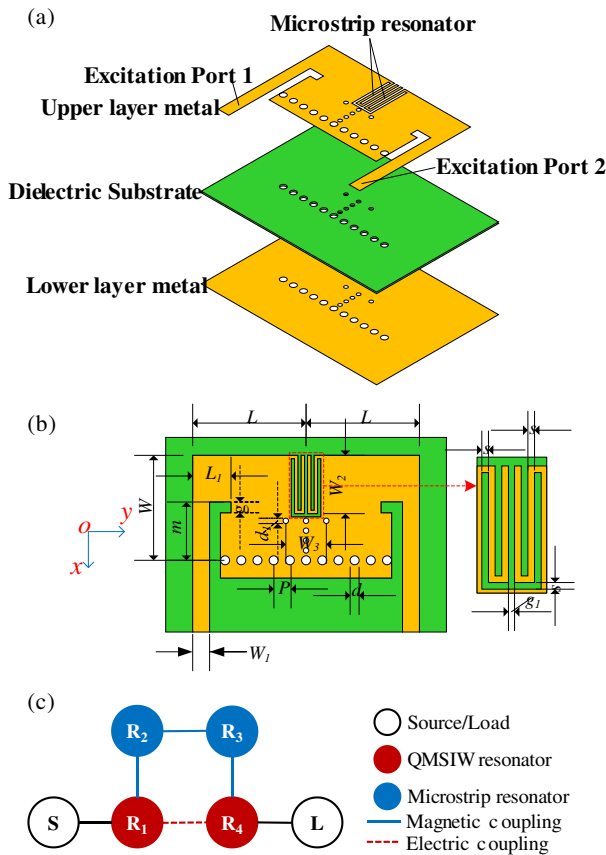 (a)
Microstrip resonator
Excitation Port 1
Upper layer metal
Excitation Port 2
Dielectric Substrate
Lower layer metal
(b)
L L
L1
W
m
W2
g
d1
W3
P
d
W1
o y
x
s s
s
g1
(c)
R2 R3
S R1 R4 L
Source/Load
QMSIW resonator
Microstrip resonator
Magnetic coupling
Electric coupling